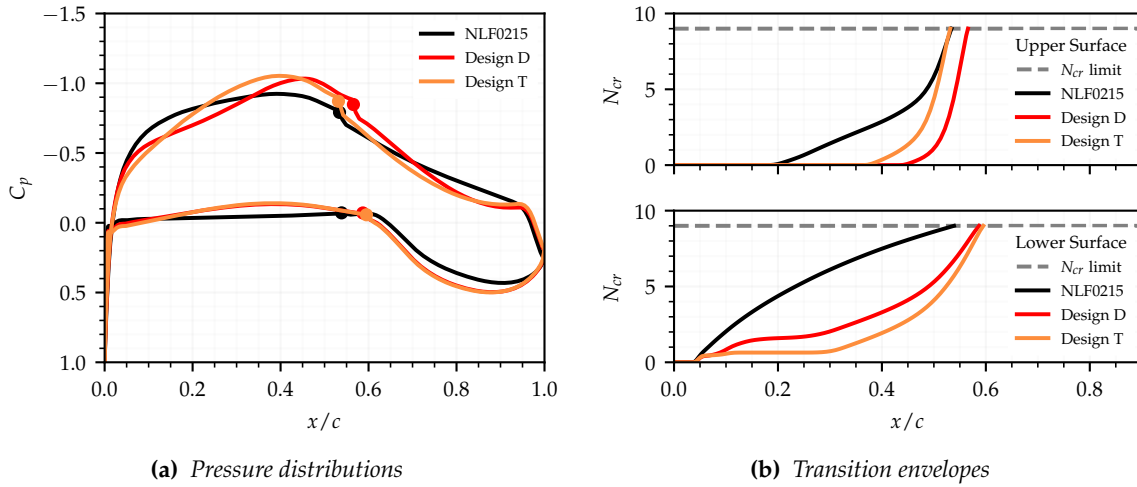 −1.5
−1.0
−0.5
0.0
0.5
1.0
C_p
0.0 0.2 0.4 0.6 0.8 1.0
x/c
NLF0215
Design D
Design T
(a) Pressure distributions
10
5
0
N_cr
Upper Surface
N_cr limit
NLF0215
Design D
Design T
10
5
0
N_cr
Lower Surface
N_cr limit
NLF0215
Design D
Design T
0.0 0.2 0.4 0.6 0.8
x/c
(b) Transition envelopes